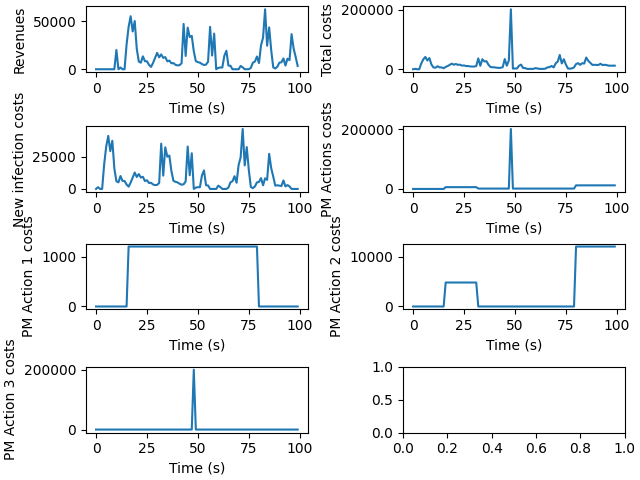 Revenues
50000
0
0 25 50 75 100
Time (s)
Total costs
200000
0
0 25 50 75 100
Time (s)
New infection costs
25000
0
0 25 50 75 100
Time (s)
PM Actions costs
200000
0
0 25 50 75 100
Time (s)
PM Action 1 costs
1000
0
0 25 50 75 100
Time (s)
PM Action 2 costs
10000
0
0 25 50 75 100
Time (s)
PM Action 3 costs
200000
0
0 25 50 75 100
Time (s)
1.0
0.5
0.0
0.0 0.2 0.4 0.6 0.8 1.0